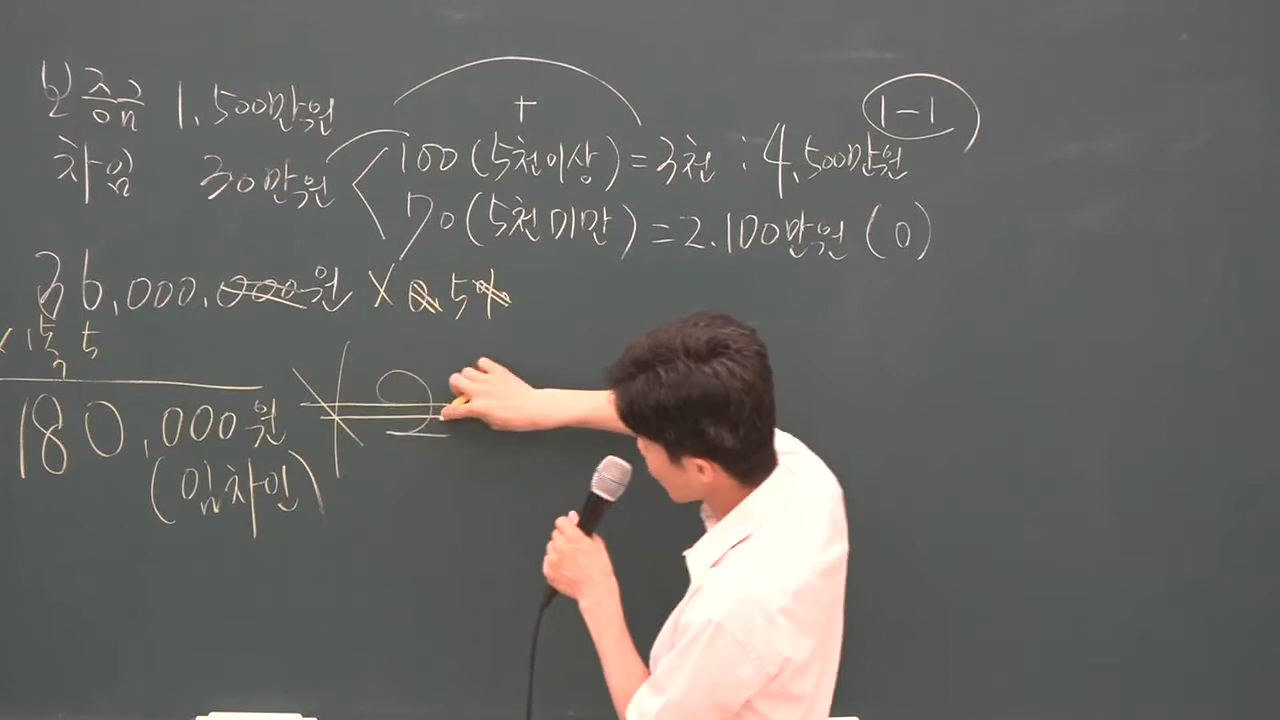 보증금 1,500만원
차임 30만원
+
100(5천이상)=3천 : 4,500만원
1-1
70(5천미만)=2.100만원(0)
36,000,000원 × 0.5%
× 5
180,000원 × 2
(임차인)